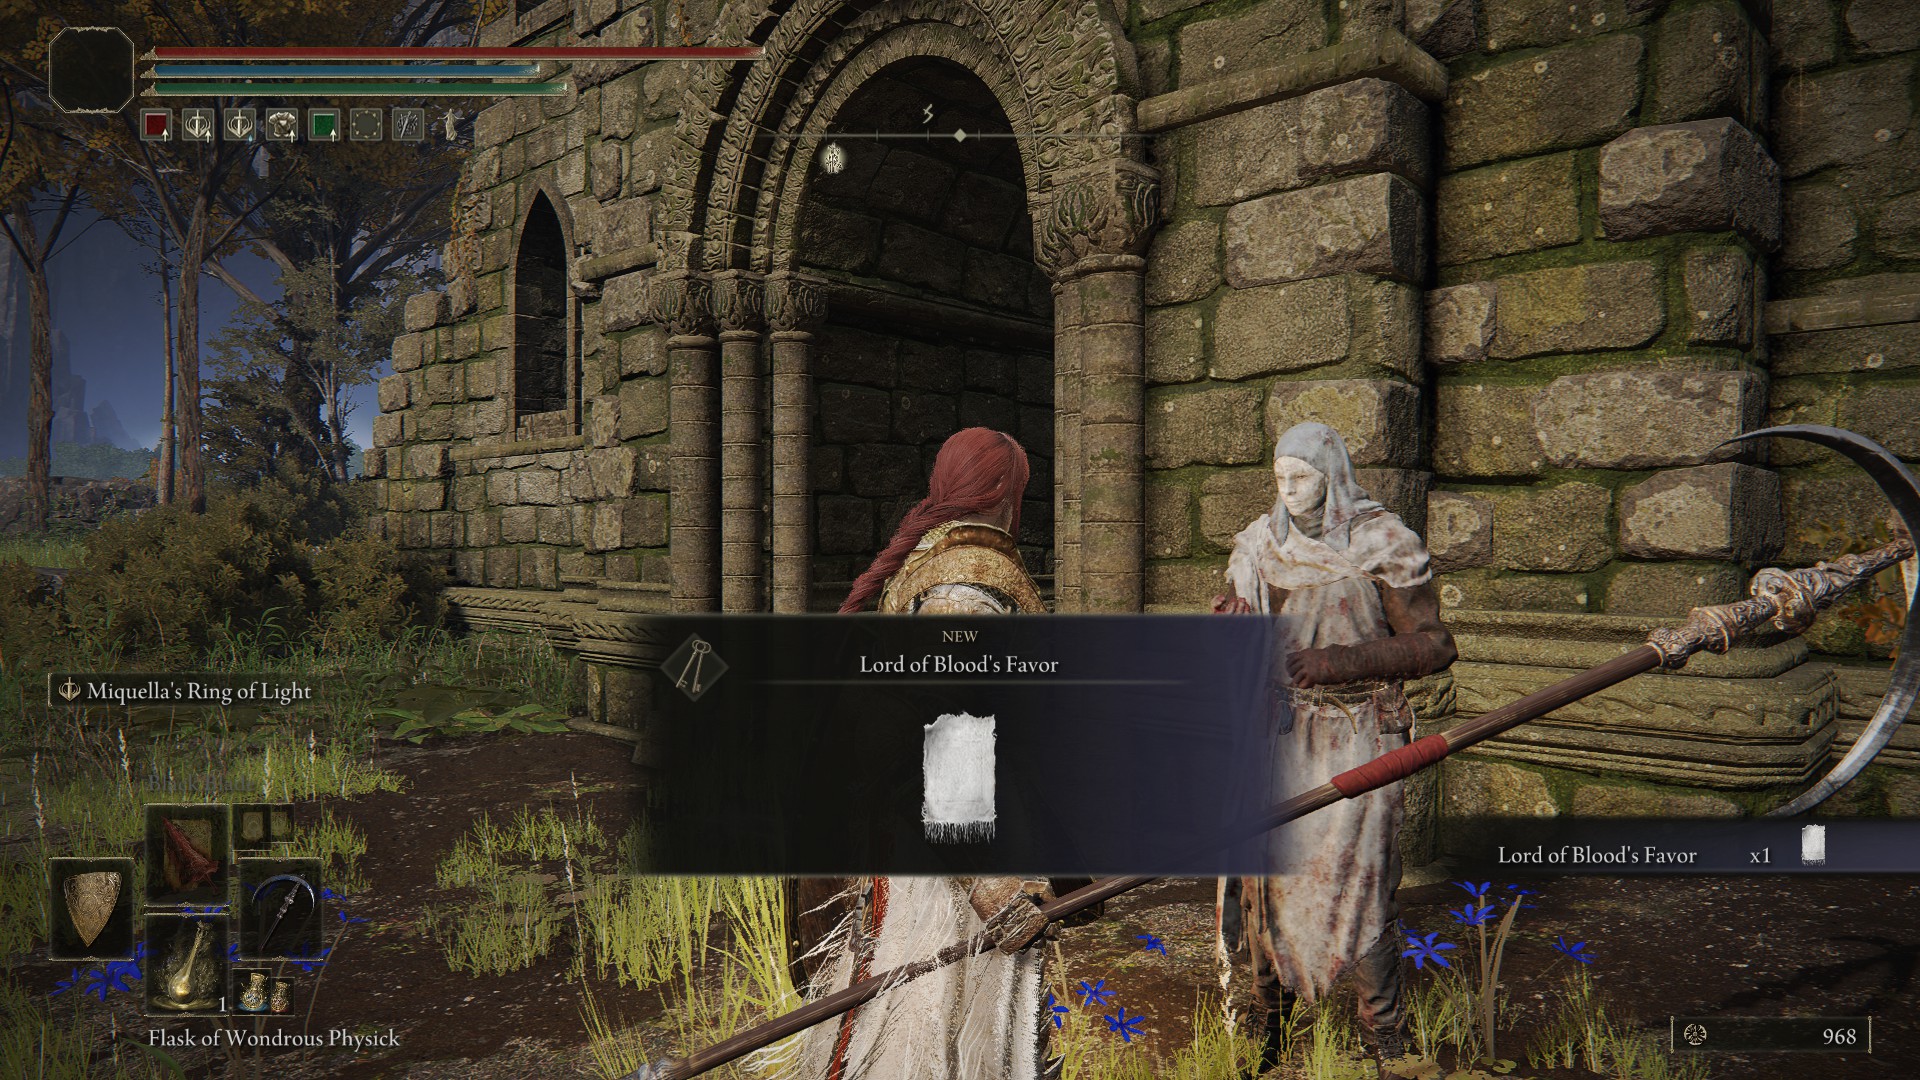 NEW
Lord of Blood's Favor
Miquella's Ring of Light
Lord of Blood's Favor x1
1
Flask of Wondrous Physick
968